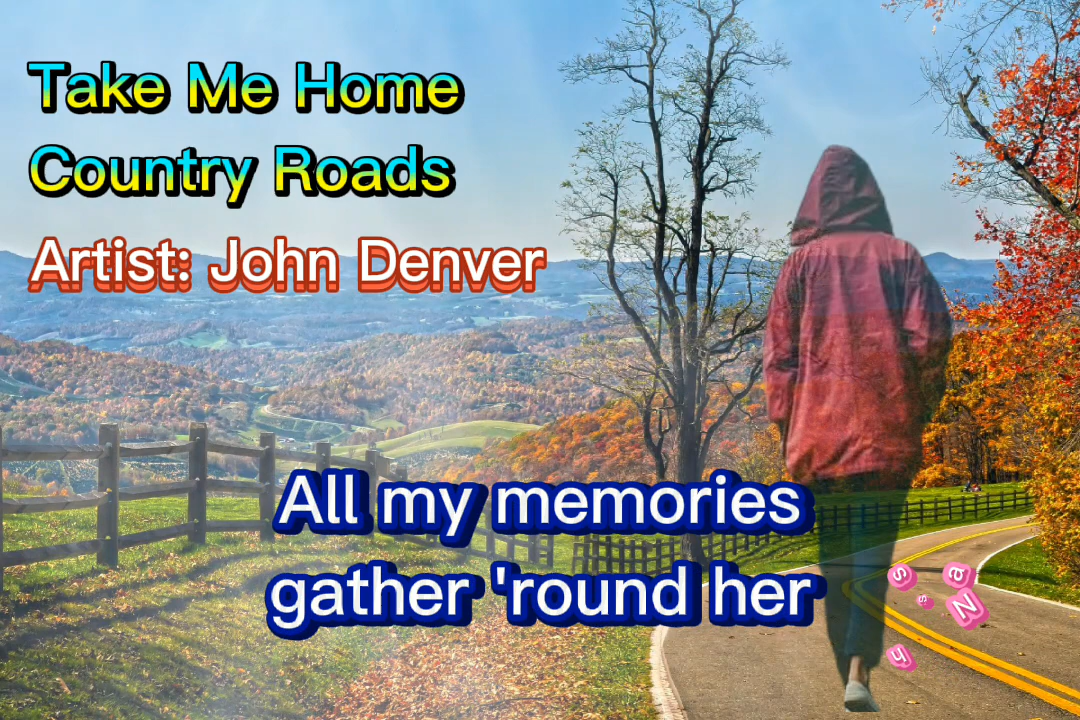 Take Me Home
Country Roads
Artist: John Denver
All my memories
gather 'round her